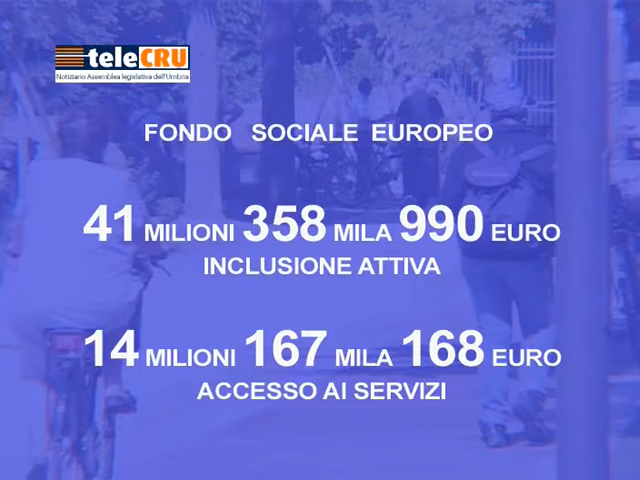 teleCRU
Notiziario Assemblea legislativa dell'Umbria
FONDO SOCIALE EUROPEO
41 MILIONI 358 MILA 990 EURO
INCLUSIONE ATTIVA
14 MILIONI 167 MILA 168 EURO
ACCESSO AI SERVIZI